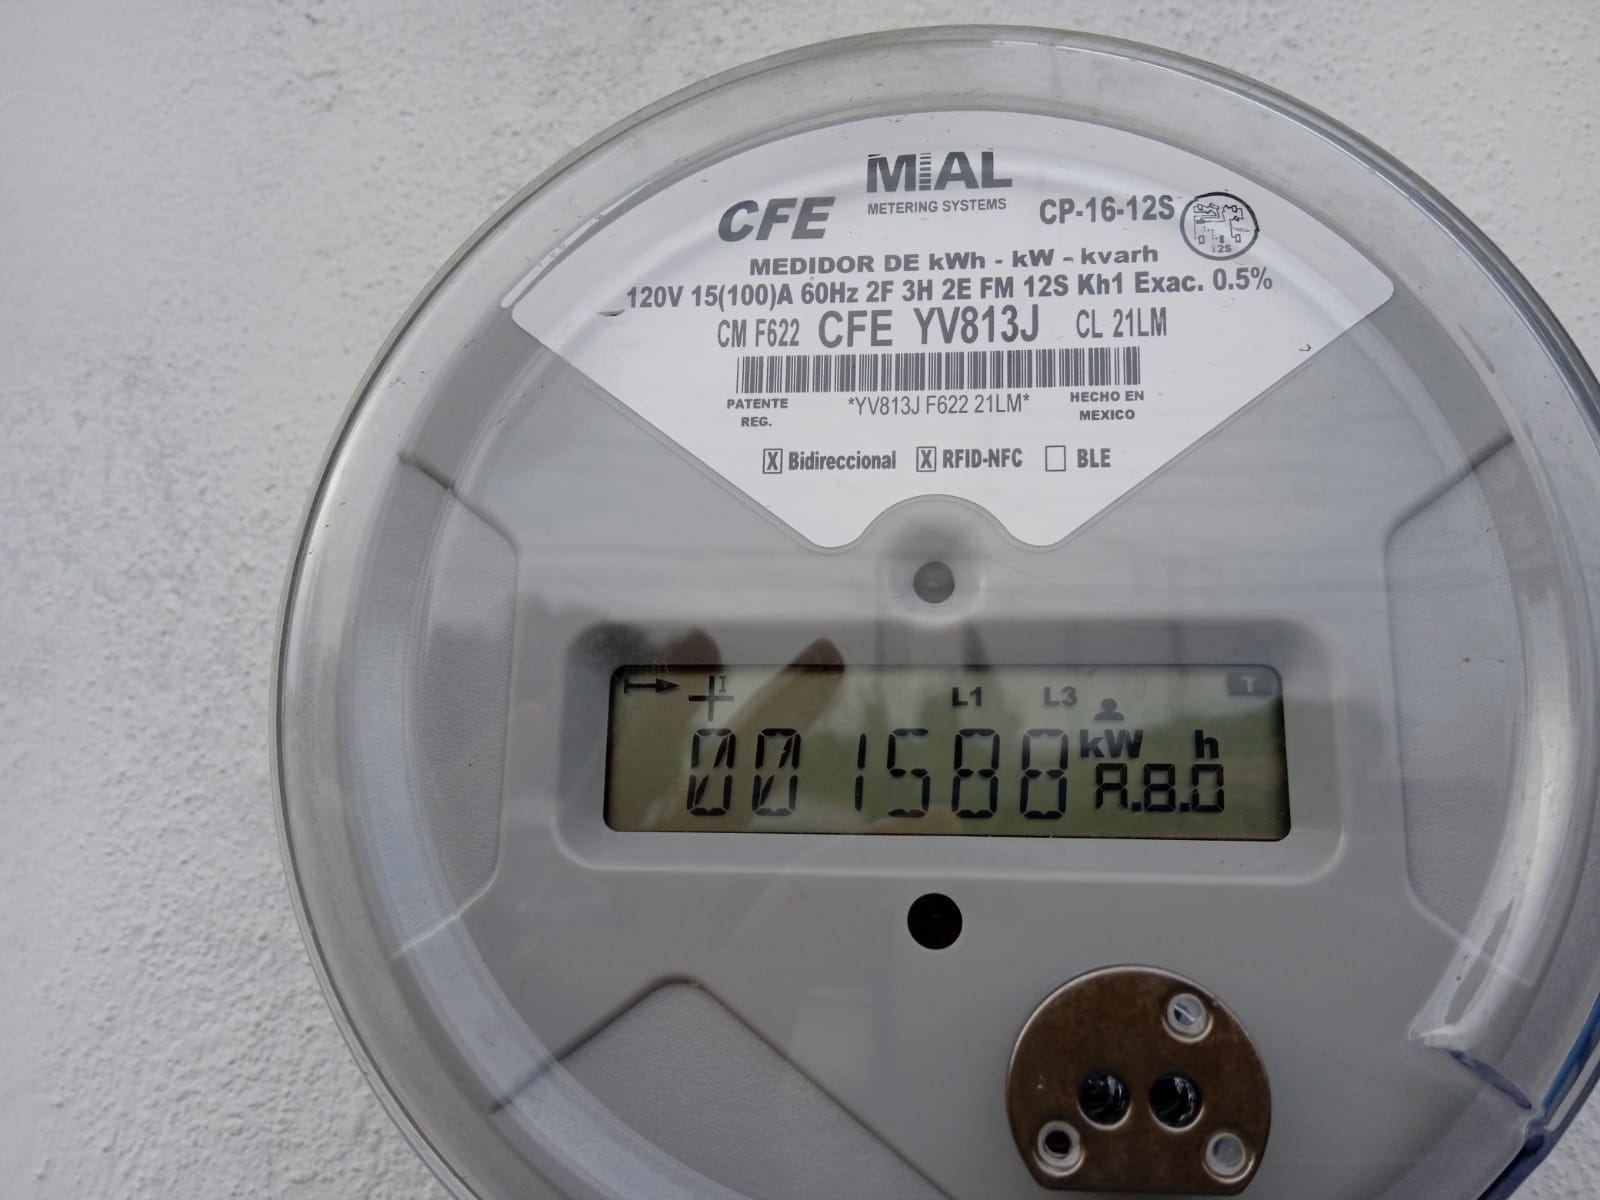 MIAL
METERING SYSTEMS
CFE
CP-16-12S
12S
MEDIDOR DE kWh - kW - kvarh
120V 15(100)A 60Hz 2F 3H 2E FM 12S Kh1 Exac. 0.5%
CM F622 CFE YV813J CL 21LM
PATENTE REG.
*YV813J F622 21LM*
HECHO EN MEXICO
X Bidireccional X RFID-NFC BLE
I L1 L3 T
001588 kW h
A.8.0